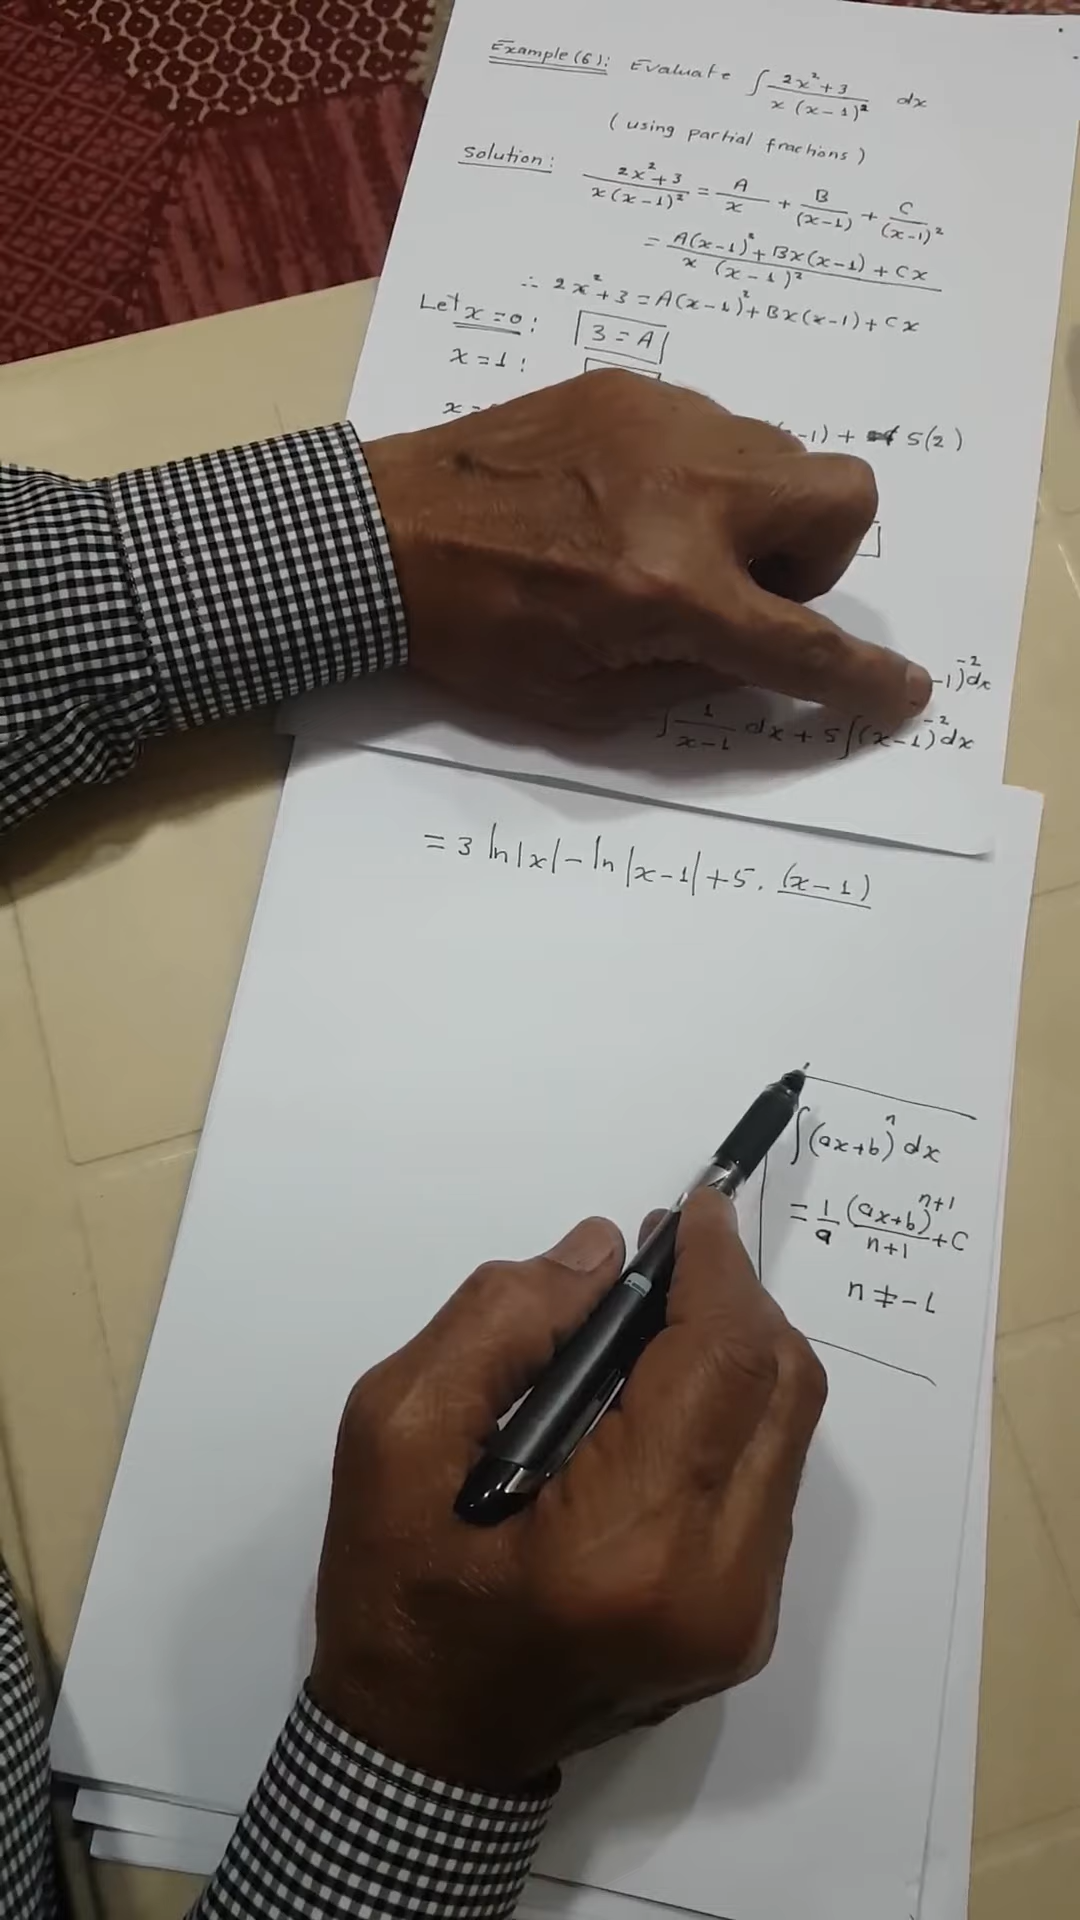 Example (6): Evaluate ∫ (2x²+3)/(x (x-1)²) dx
(using partial fractions)
Solution: (2x²+3)/(x(x-1)²) = A/x + B/(x-1) + C/(x-1)²
= (A(x-1)² + Bx(x-1) + Cx)/(x (x-1)²)
∴ 2x²+3 = A(x-1)² + Bx(x-1) + Cx
Let x=0: 3 = A
x=1:
x= -1) + 5(2)
-1)⁻² dx
∫ 1/(x-1) dx + 5∫(x-1)⁻² dx
= 3 ln|x| - ln|x-1| + 5. (x-1)
∫(ax+b)ⁿ dx
= 1/a (ax+b)ⁿ⁺¹/(n+1) + C
n ≠ -1